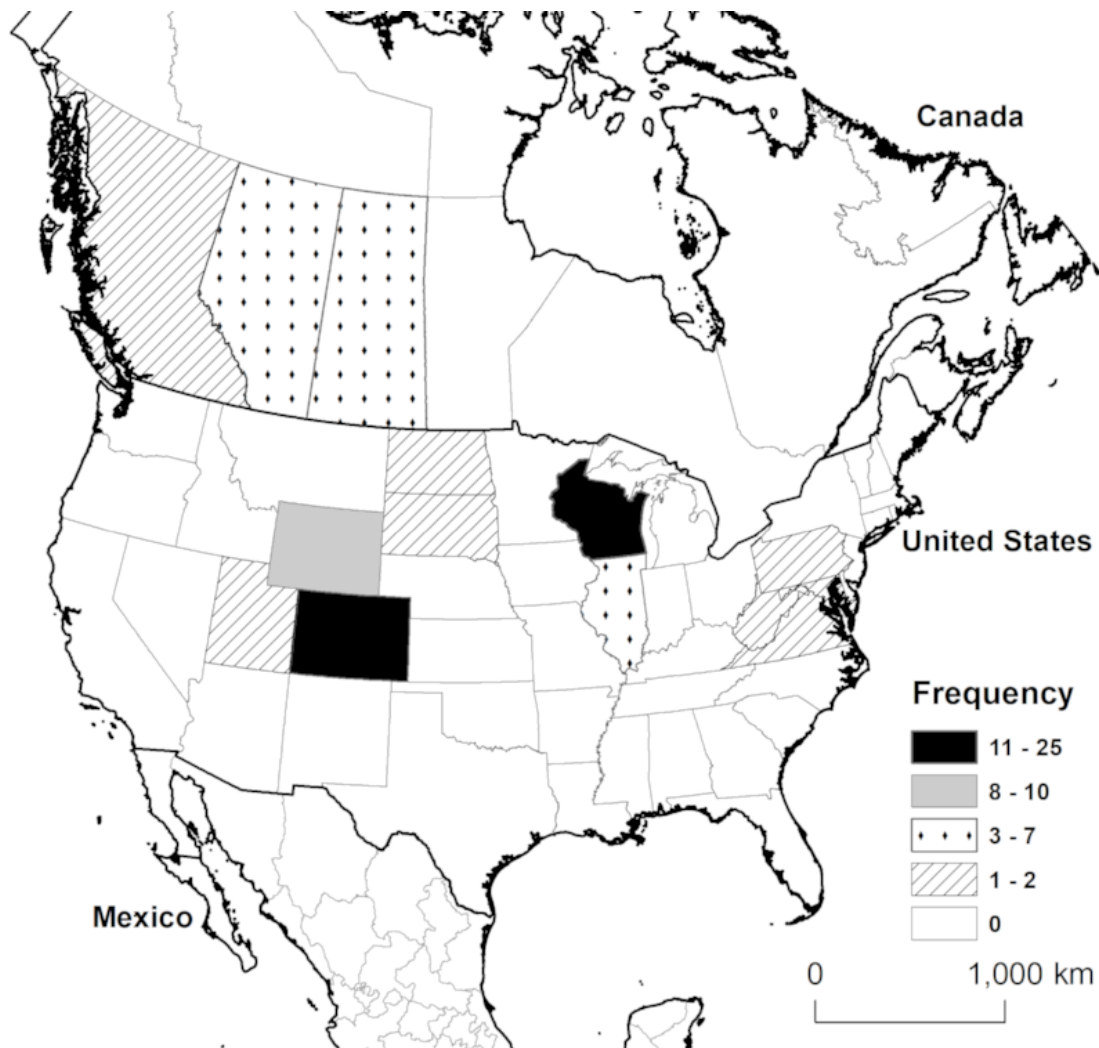 Canada
United States
Mexico
Frequency
11 - 25
8 - 10
3 - 7
1 - 2
0
0 1,000 km